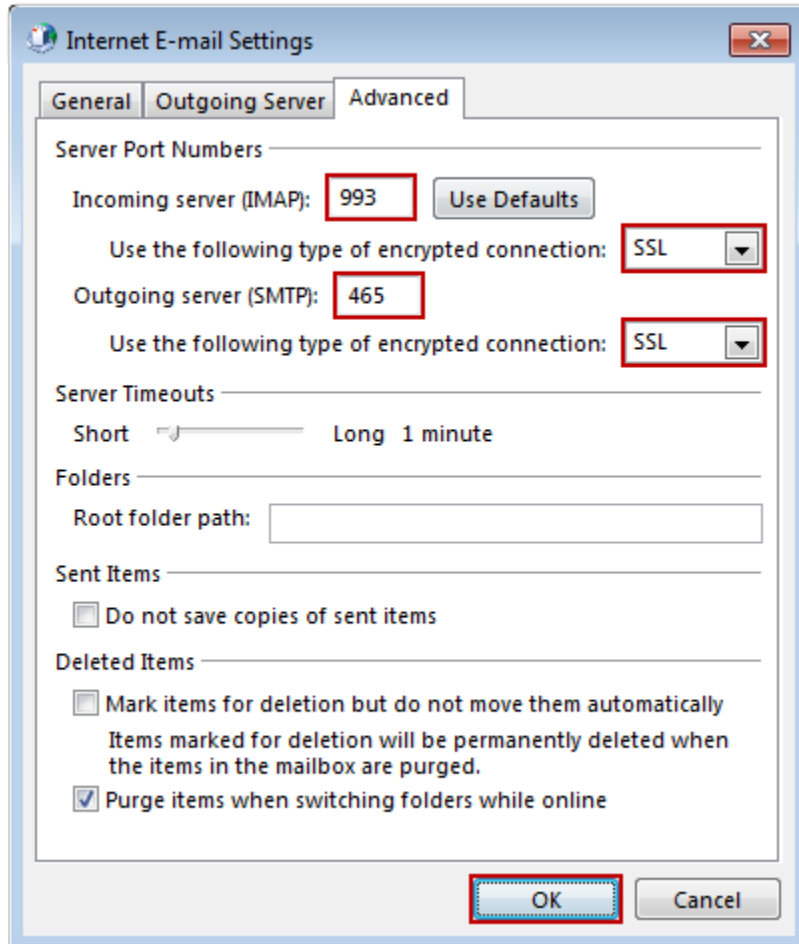 Internet E-mail Settings
General Outgoing Server Advanced
Server Port Numbers
Incoming server (IMAP): 993 Use Defaults
Use the following type of encrypted connection: SSL
Outgoing server (SMTP): 465
Use the following type of encrypted connection: SSL
Server Timeouts
Short Long 1 minute
Folders
Root folder path:
Sent Items
Do not save copies of sent items
Deleted Items
Mark items for deletion but do not move them automatically
Items marked for deletion will be permanently deleted when
the items in the mailbox are purged.
Purge items when switching folders while online
OK Cancel